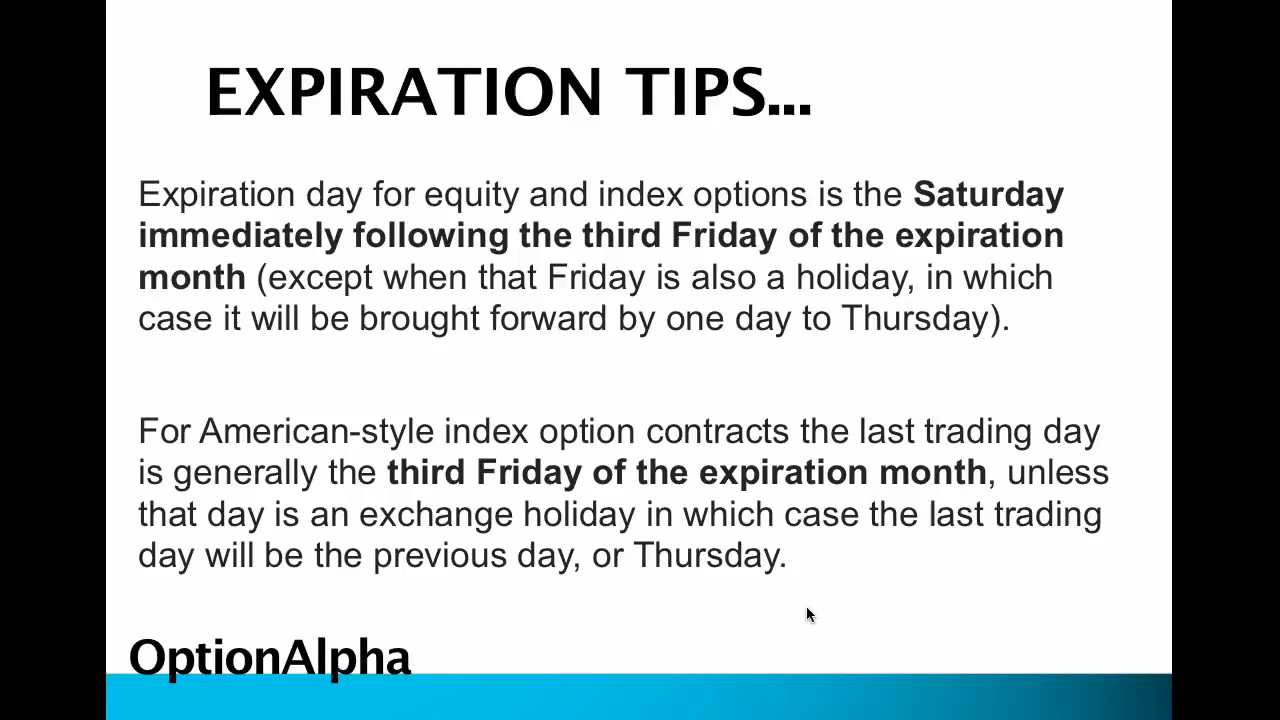 EXPIRATION TIPS...
Expiration day for equity and index options is the Saturday
immediately following the third Friday of the expiration
month (except when that Friday is also a holiday, in which
case it will be brought forward by one day to Thursday).
For American-style index option contracts the last trading day
is generally the third Friday of the expiration month, unless
that day is an exchange holiday in which case the last trading
day will be the previous day, or Thursday.
OptionAlpha